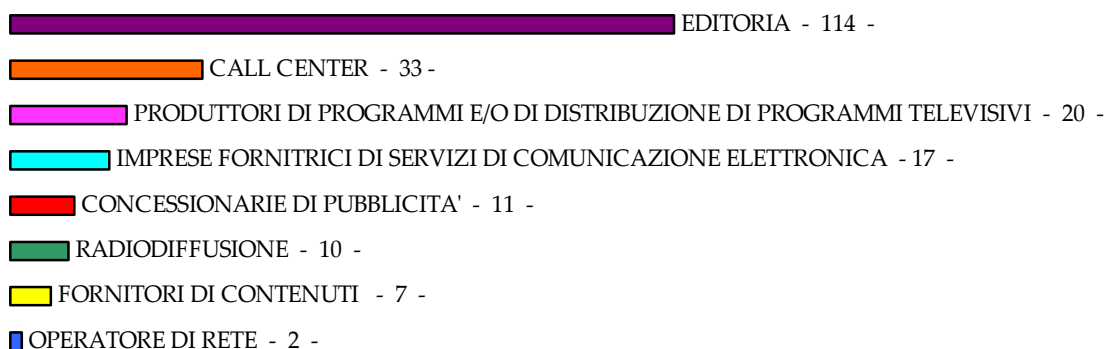 EDITORIA - 114 -
CALL CENTER - 33 -
PRODUTTORI DI PROGRAMMI E/O DI DISTRIBUZIONE DI PROGRAMMI TELEVISIVI - 20 -
IMPRESE FORNITRICI DI SERVIZI DI COMUNICAZIONE ELETTRONICA - 17 -
CONCESSIONARIE DI PUBBLICITA' - 11 -
RADIODIFFUSIONE - 10 -
FORNITORI DI CONTENUTI - 7 -
OPERATORE DI RETE - 2 -